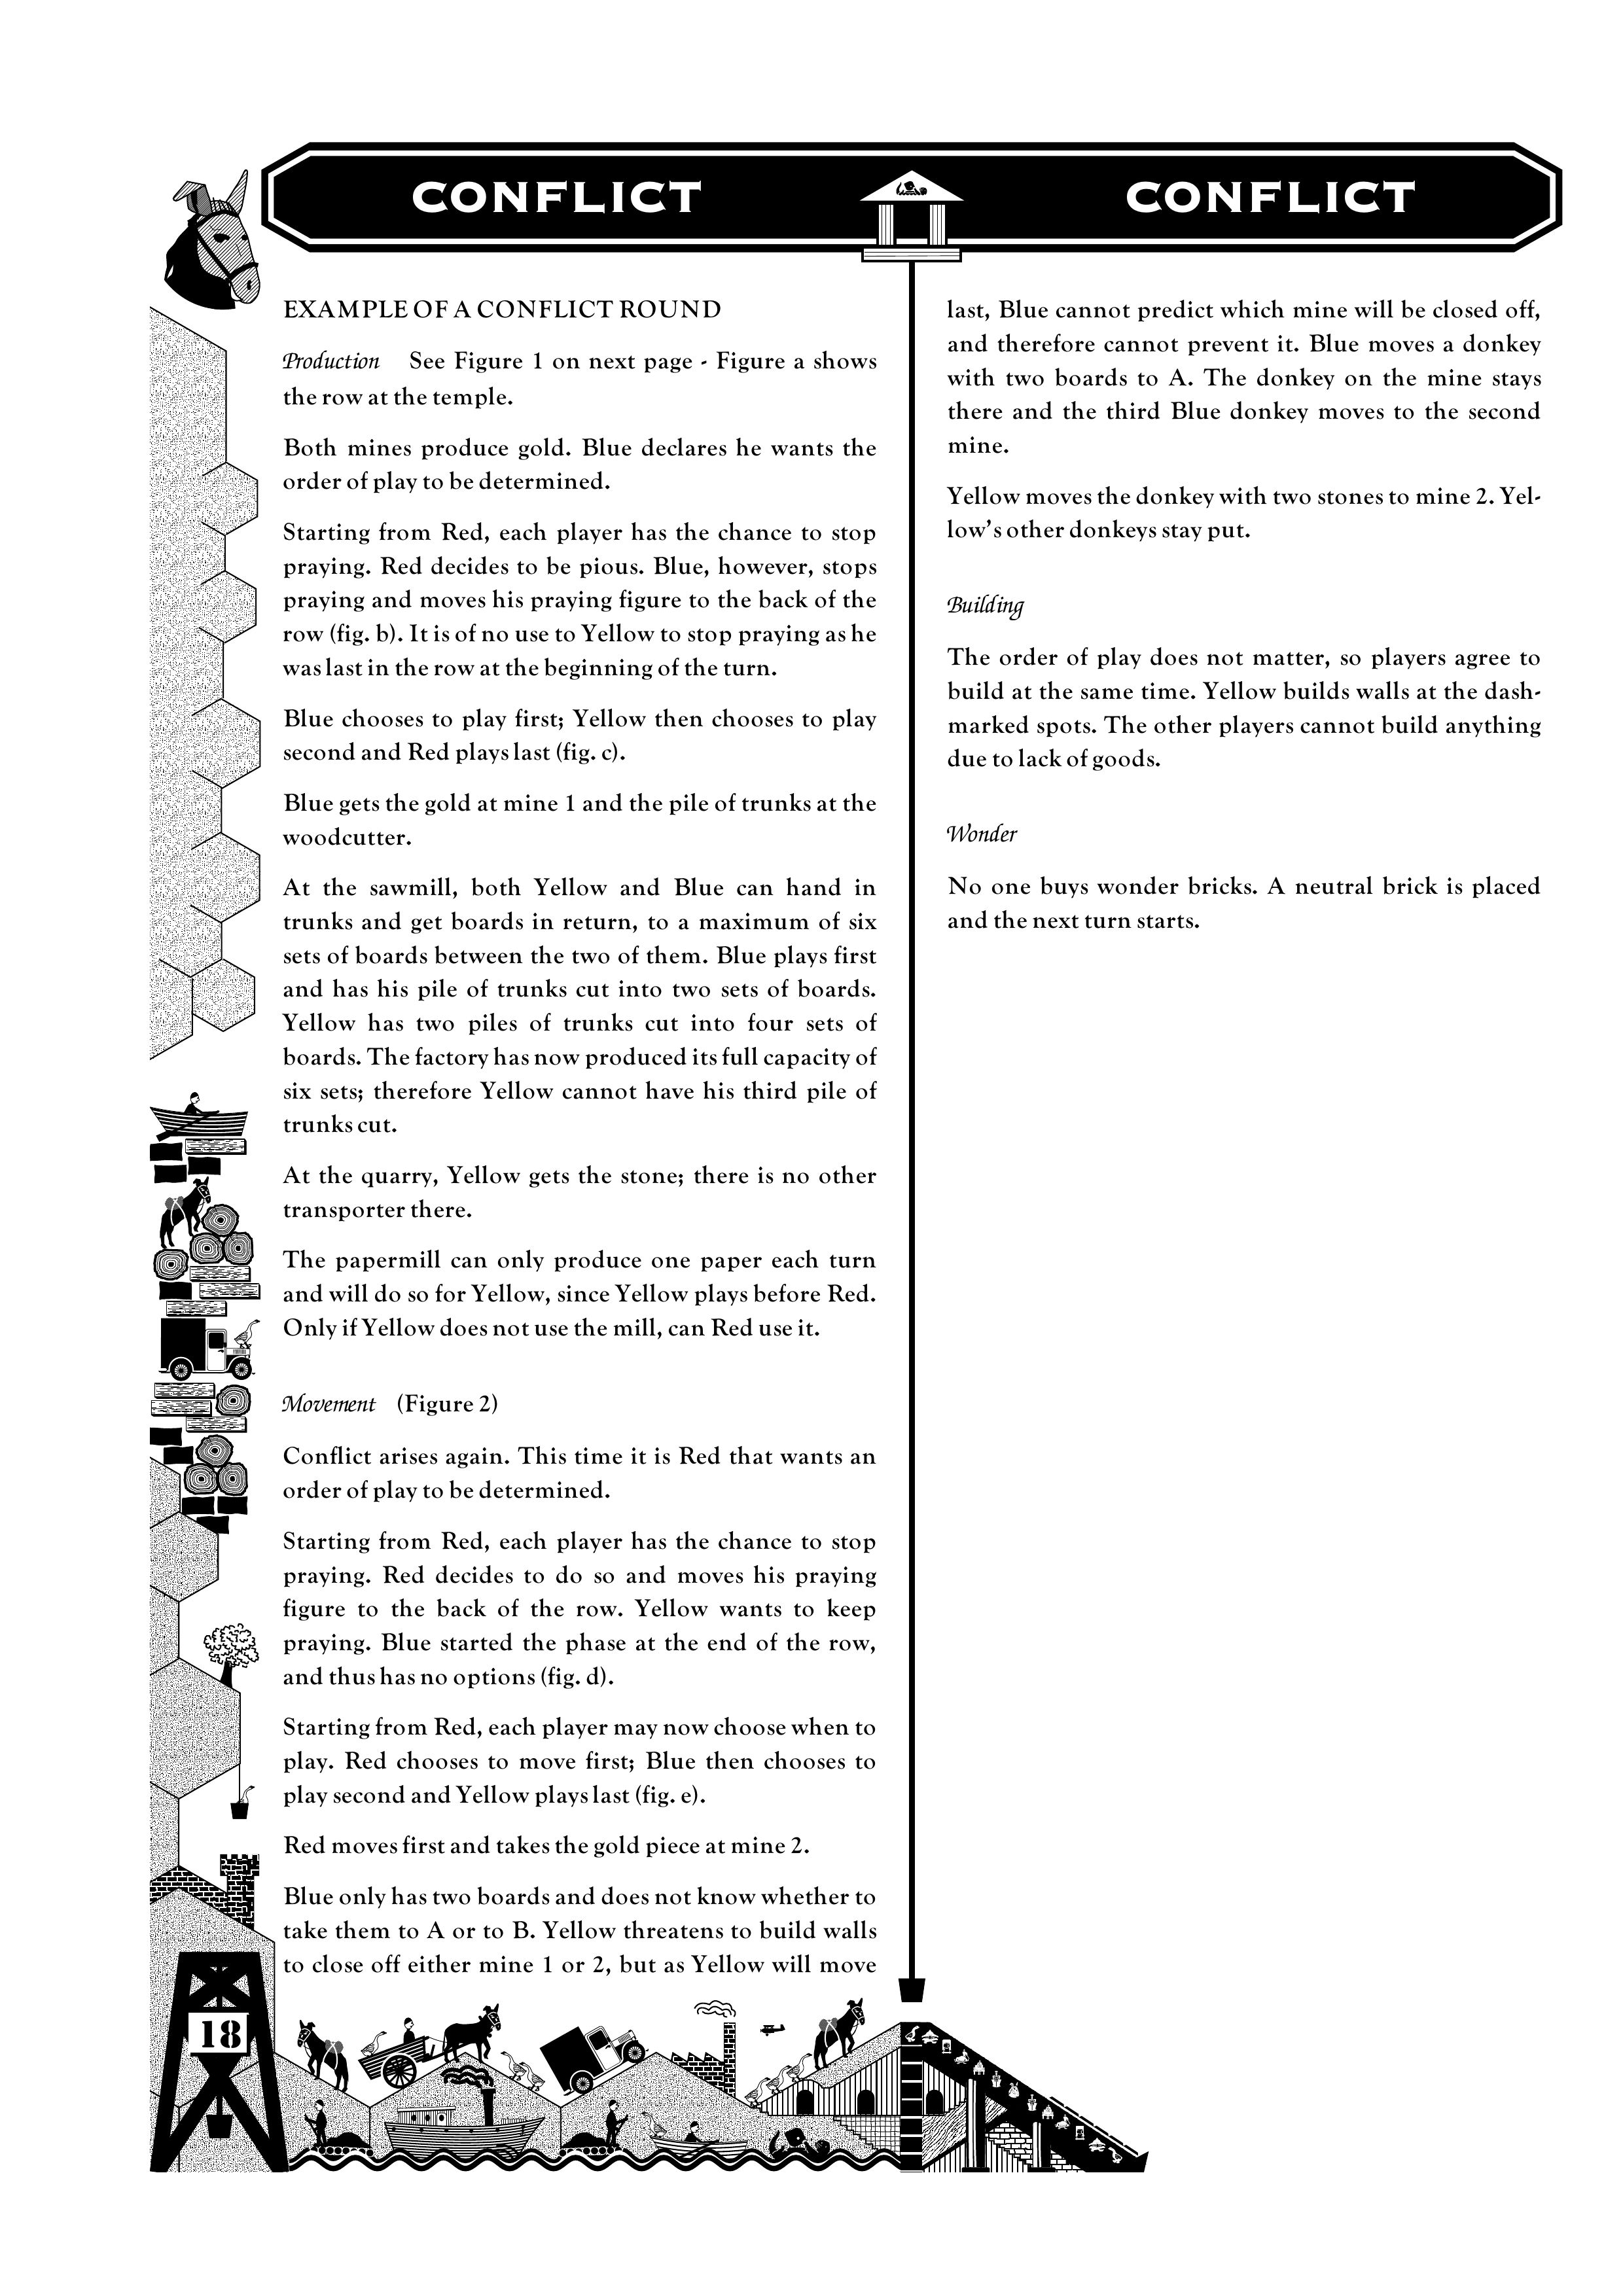 CONFLICT
CONFLICT
EXAMPLE OF A CONFLICT ROUND
Production See Figure 1 on next page - Figure a shows
the row at the temple.
Both mines produce gold. Blue declares he wants the
order of play to be determined.
Starting from Red, each player has the chance to stop
praying. Red decides to be pious. Blue, however, stops
praying and moves his praying figure to the back of the
row (fig. b). It is of no use to Yellow to stop praying as he
was last in the row at the beginning of the turn.
Blue chooses to play first; Yellow then chooses to play
second and Red plays last (fig. c).
Blue gets the gold at mine 1 and the pile of trunks at the
woodcutter.
At the sawmill, both Yellow and Blue can hand in
trunks and get boards in return, to a maximum of six
sets of boards between the two of them. Blue plays first
and has his pile of trunks cut into two sets of boards.
Yellow has two piles of trunks cut into four sets of
boards. The factory has now produced its full capacity of
six sets; therefore Yellow cannot have his third pile of
trunks cut.
At the quarry, Yellow gets the stone; there is no other
transporter there.
The papermill can only produce one paper each turn
and will do so for Yellow, since Yellow plays before Red.
Only if Yellow does not use the mill, can Red use it.
Movement (Figure 2)
Conflict arises again. This time it is Red that wants an
order of play to be determined.
Starting from Red, each player has the chance to stop
praying. Red decides to do so and moves his praying
figure to the back of the row. Yellow wants to keep
praying. Blue started the phase at the end of the row,
and thus has no options (fig. d).
Starting from Red, each player may now choose when to
play. Red chooses to move first; Blue then chooses to
play second and Yellow plays last (fig. e).
Red moves first and takes the gold piece at mine 2.
Blue only has two boards and does not know whether to
take them to A or to B. Yellow threatens to build walls
to close off either mine 1 or 2, but as Yellow will move
last, Blue cannot predict which mine will be closed off,
and therefore cannot prevent it. Blue moves a donkey
with two boards to A. The donkey on the mine stays
there and the third Blue donkey moves to the second
mine.
Yellow moves the donkey with two stones to mine 2. Yel-
low's other donkeys stay put.
Building
The order of play does not matter, so players agree to
build at the same time. Yellow builds walls at the dash-
marked spots. The other players cannot build anything
due to lack of goods.
Wonder
No one buys wonder bricks. A neutral brick is placed
and the next turn starts.
18